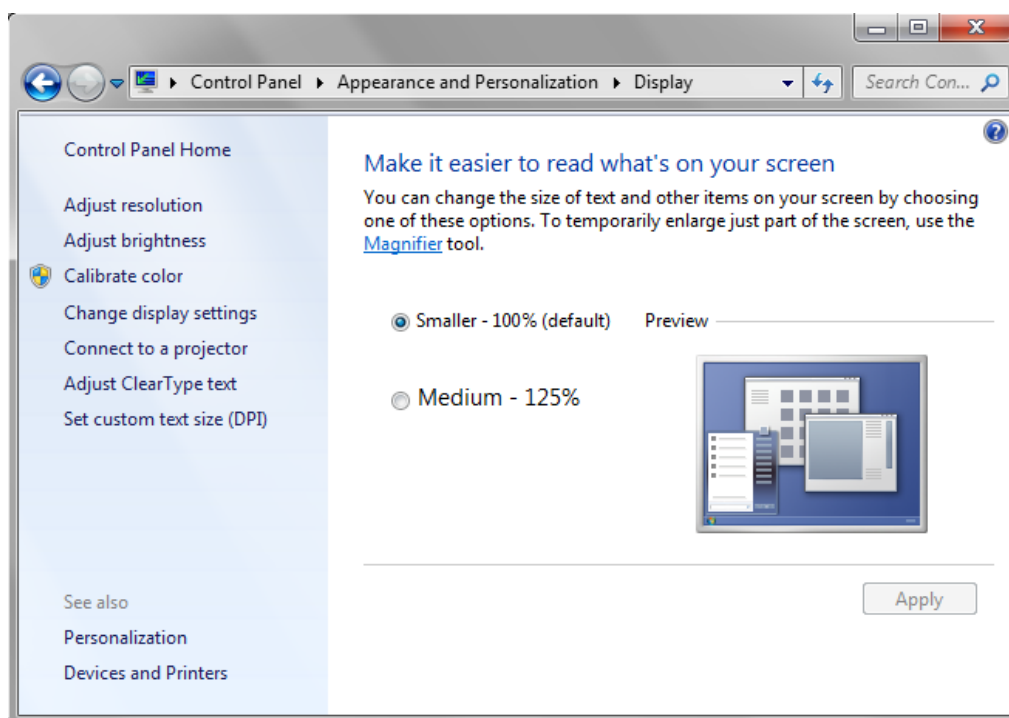 Control Panel Appearance and Personalization Display Search Con...
Control Panel Home
Adjust resolution
Adjust brightness
Calibrate color
Change display settings
Connect to a projector
Adjust ClearType text
Set custom text size (DPI)
See also
Personalization
Devices and Printers
Make it easier to read what's on your screen
You can change the size of text and other items on your screen by choosing
one of these options. To temporarily enlarge just part of the screen, use the
Magnifier tool.
Smaller - 100% (default) Preview
Medium - 125%
Apply